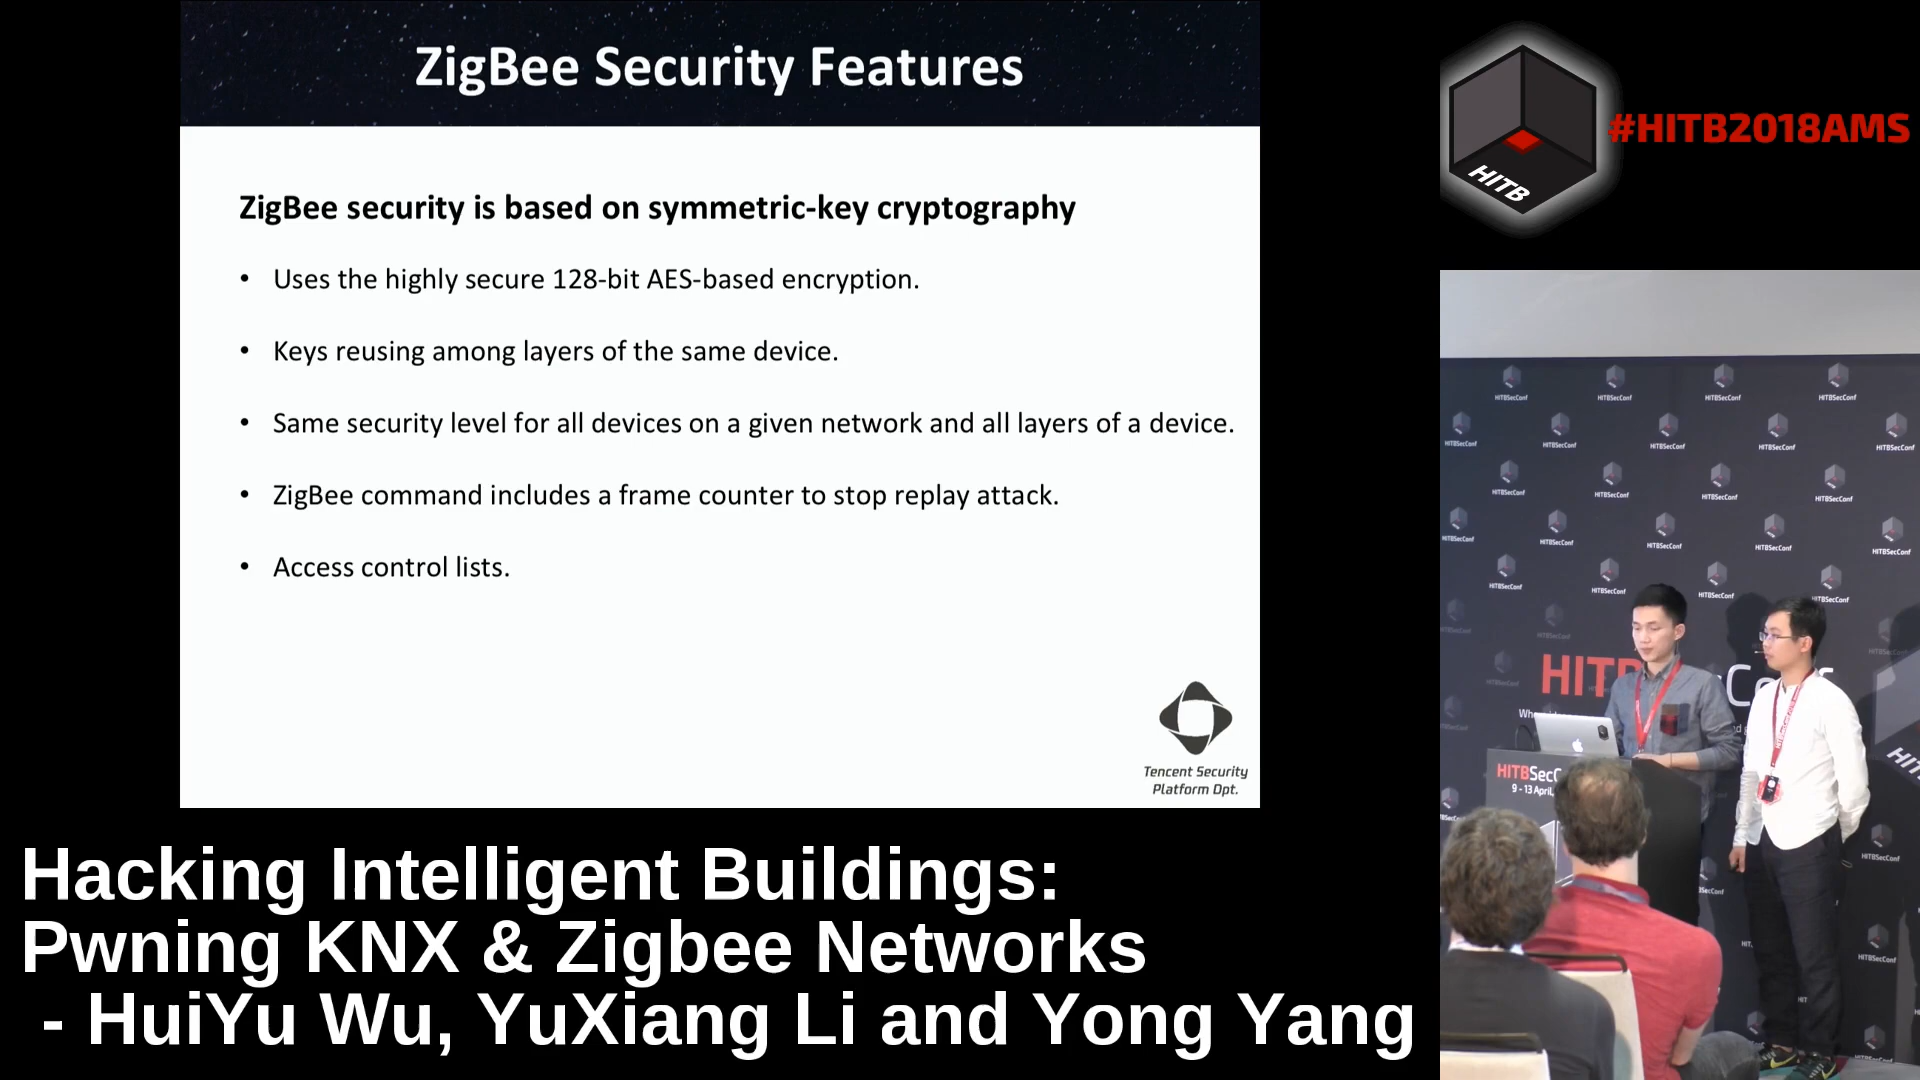 ZigBee Security Features
ZigBee security is based on symmetric-key cryptography
• Uses the highly secure 128-bit AES-based encryption.
• Keys reusing among layers of the same device.
• Same security level for all devices on a given network and all layers of a device.
• ZigBee command includes a frame counter to stop replay attack.
• Access control lists.
Tencent Security
Platform Dpt.
Hacking Intelligent Buildings:
Pwning KNX & Zigbee Networks
- HuiYu Wu, YuXiang Li and Yong Yang
HITB
#HITB2018AMS
HITBSecConf
HITBSecC
9 - 13 April,